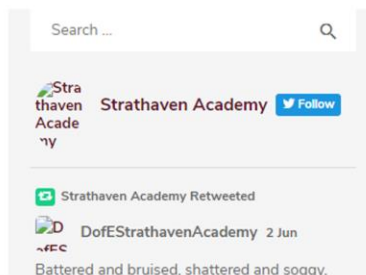 Search ...
Stra
thaven
Acade
my
Strathaven Academy
Follow
Strathaven Academy Retweeted
D
ofES
DofEStrathavenAcademy 2 Jun
Battered and bruised, shattered and soggy,